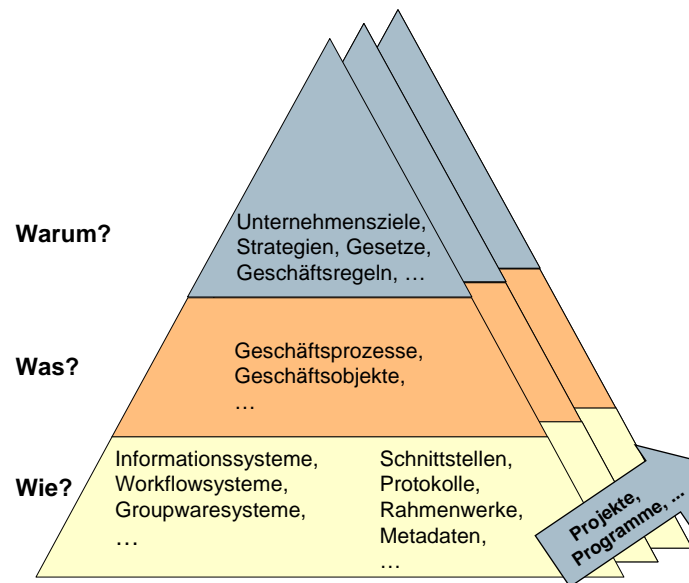 Warum?
Unternehmensziele,
Strategien, Gesetze,
Geschäftsregeln, …
Was?
Geschäftsprozesse,
Geschäftsobjekte,
…
Wie?
Informationssysteme,
Workflowsysteme,
Groupwaresysteme,
…
Schnittstellen,
Protokolle,
Rahmenwerke,
Metadaten,
…
Projekte,
Programme, ...